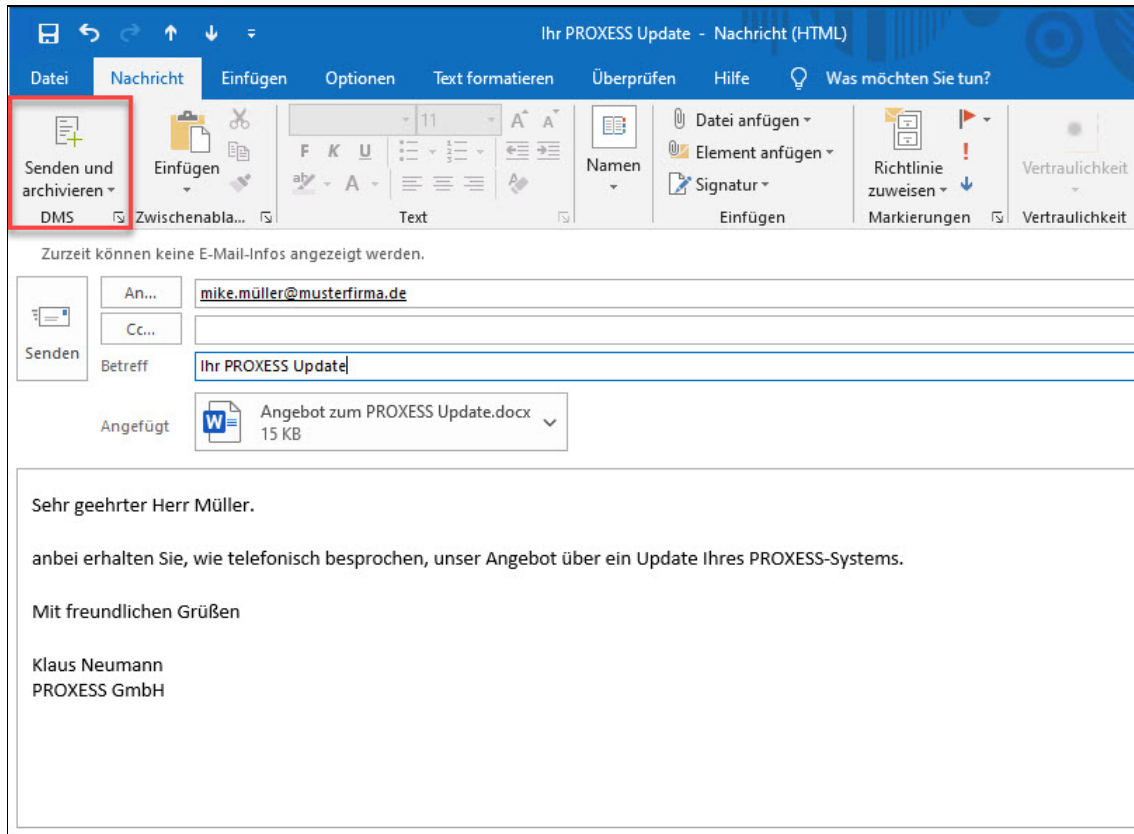 Ihr PROXESS Update - Nachricht (HTML)
Datei Nachricht Einfügen Optionen Text formatieren Überprüfen Hilfe Was möchten Sie tun?
Senden und
archivieren
DMS
Einfügen
Zwischenabla...
11
F K U
Text
Namen
Datei anfügen
Element anfügen
Signatur
Einfügen
Richtlinie
zuweisen
Markierungen
Vertraulichkeit
Vertraulichkeit
Zurzeit können keine E-Mail-Infos angezeigt werden.
Senden
An... mike.müller@musterfirma.de
Cc...
Betreff Ihr PROXESS Update
Angefügt Angebot zum PROXESS Update.docx
15 KB
Sehr geehrter Herr Müller.
anbei erhalten Sie, wie telefonisch besprochen, unser Angebot über ein Update Ihres PROXESS-Systems.
Mit freundlichen Grüßen
Klaus Neumann
PROXESS GmbH